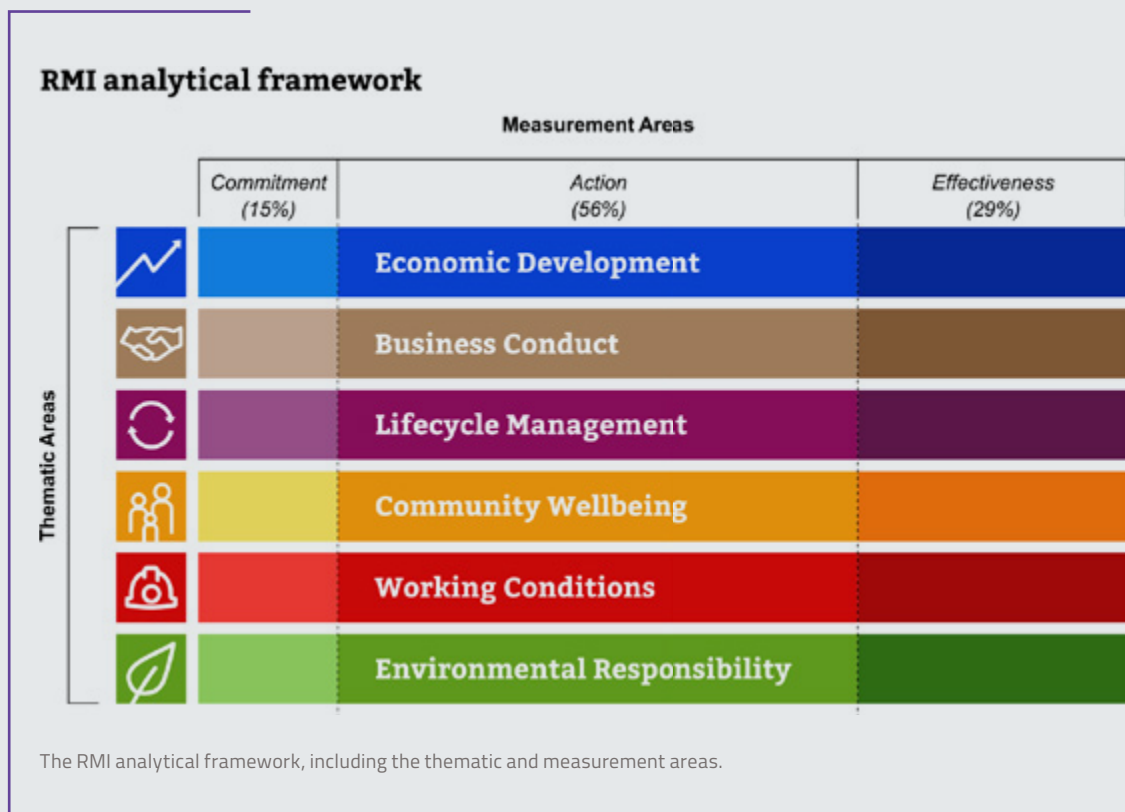 RMI analytical framework
Measurement Areas
Commitment
(15%)
Action
(56%)
Effectiveness
(29%)
Thematic Areas
Economic Development
Business Conduct
Lifecycle Management
Community Wellbeing
Working Conditions
Environmental Responsibility
The RMI analytical framework, including the thematic and measurement areas.